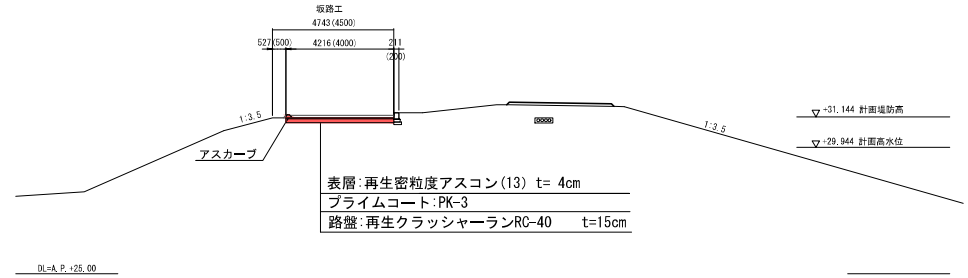 坂路工
4743(4500)
527(500)
4216(4000)
211
(200)
1:3.5
アスカーブ
1:3.5
+31.144 計画堤防高
+29.944 計画高水位
表層:再生密粒度アスコン(13) t= 4cm
プライムコート:PK-3
路盤:再生クラッシャーランRC-40 t=15cm
DL=A.P.+25.00